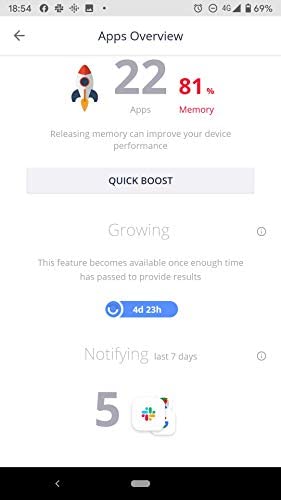 18:54 4G 69%
Apps Overview
22 81 %
Apps Memory
Releasing memory can improve your device
performance
QUICK BOOST
Growing
This feature becomes available once enough time
has passed to provide results
4d 23h
Notifying last 7 days
5